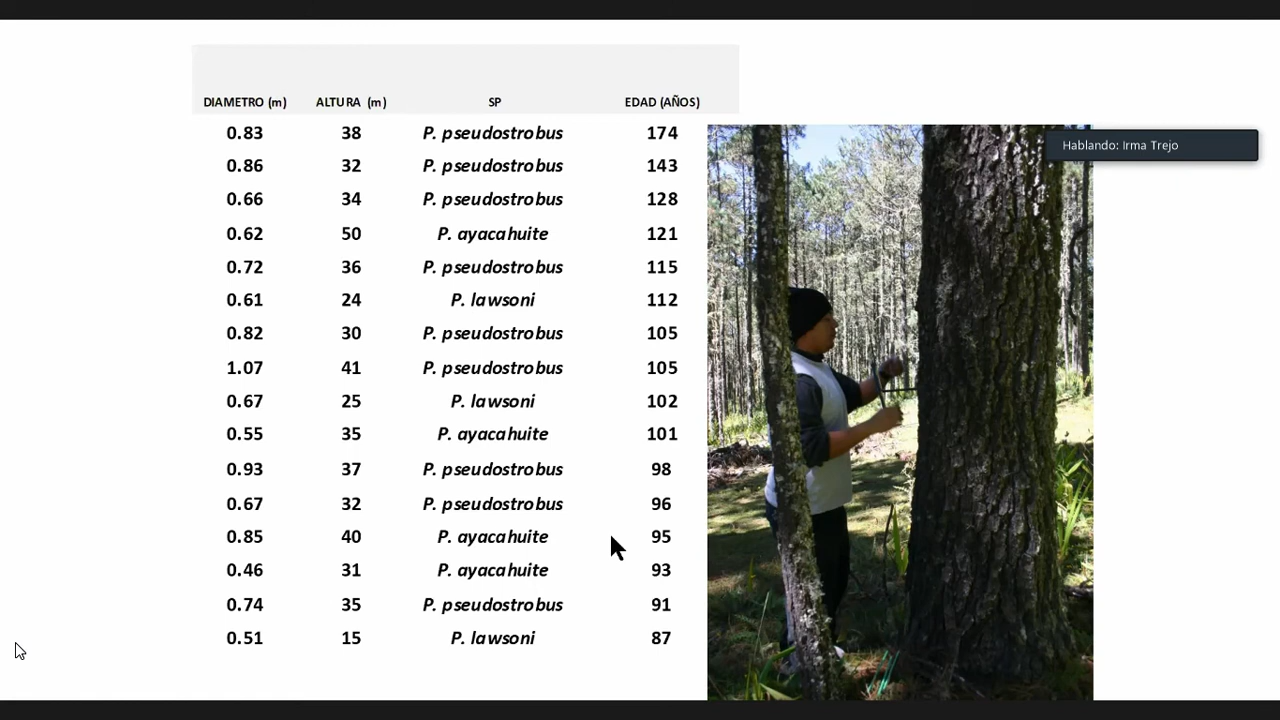 DIAMETRO (m) ALTURA (m) SP EDAD (AÑOS)
0.83 38 P. pseudostrobus 174
0.86 32 P. pseudostrobus 143
0.66 34 P. pseudostrobus 128
0.62 50 P. ayacahuite 121
0.72 36 P. pseudostrobus 115
0.61 24 P. lawsoni 112
0.82 30 P. pseudostrobus 105
1.07 41 P. pseudostrobus 105
0.67 25 P. lawsoni 102
0.55 35 P. ayacahuite 101
0.93 37 P. pseudostrobus 98
0.67 32 P. pseudostrobus 96
0.85 40 P. ayacahuite 95
0.46 31 P. ayacahuite 93
0.74 35 P. pseudostrobus 91
0.51 15 P. lawsoni 87
Hablando: Irma Trejo